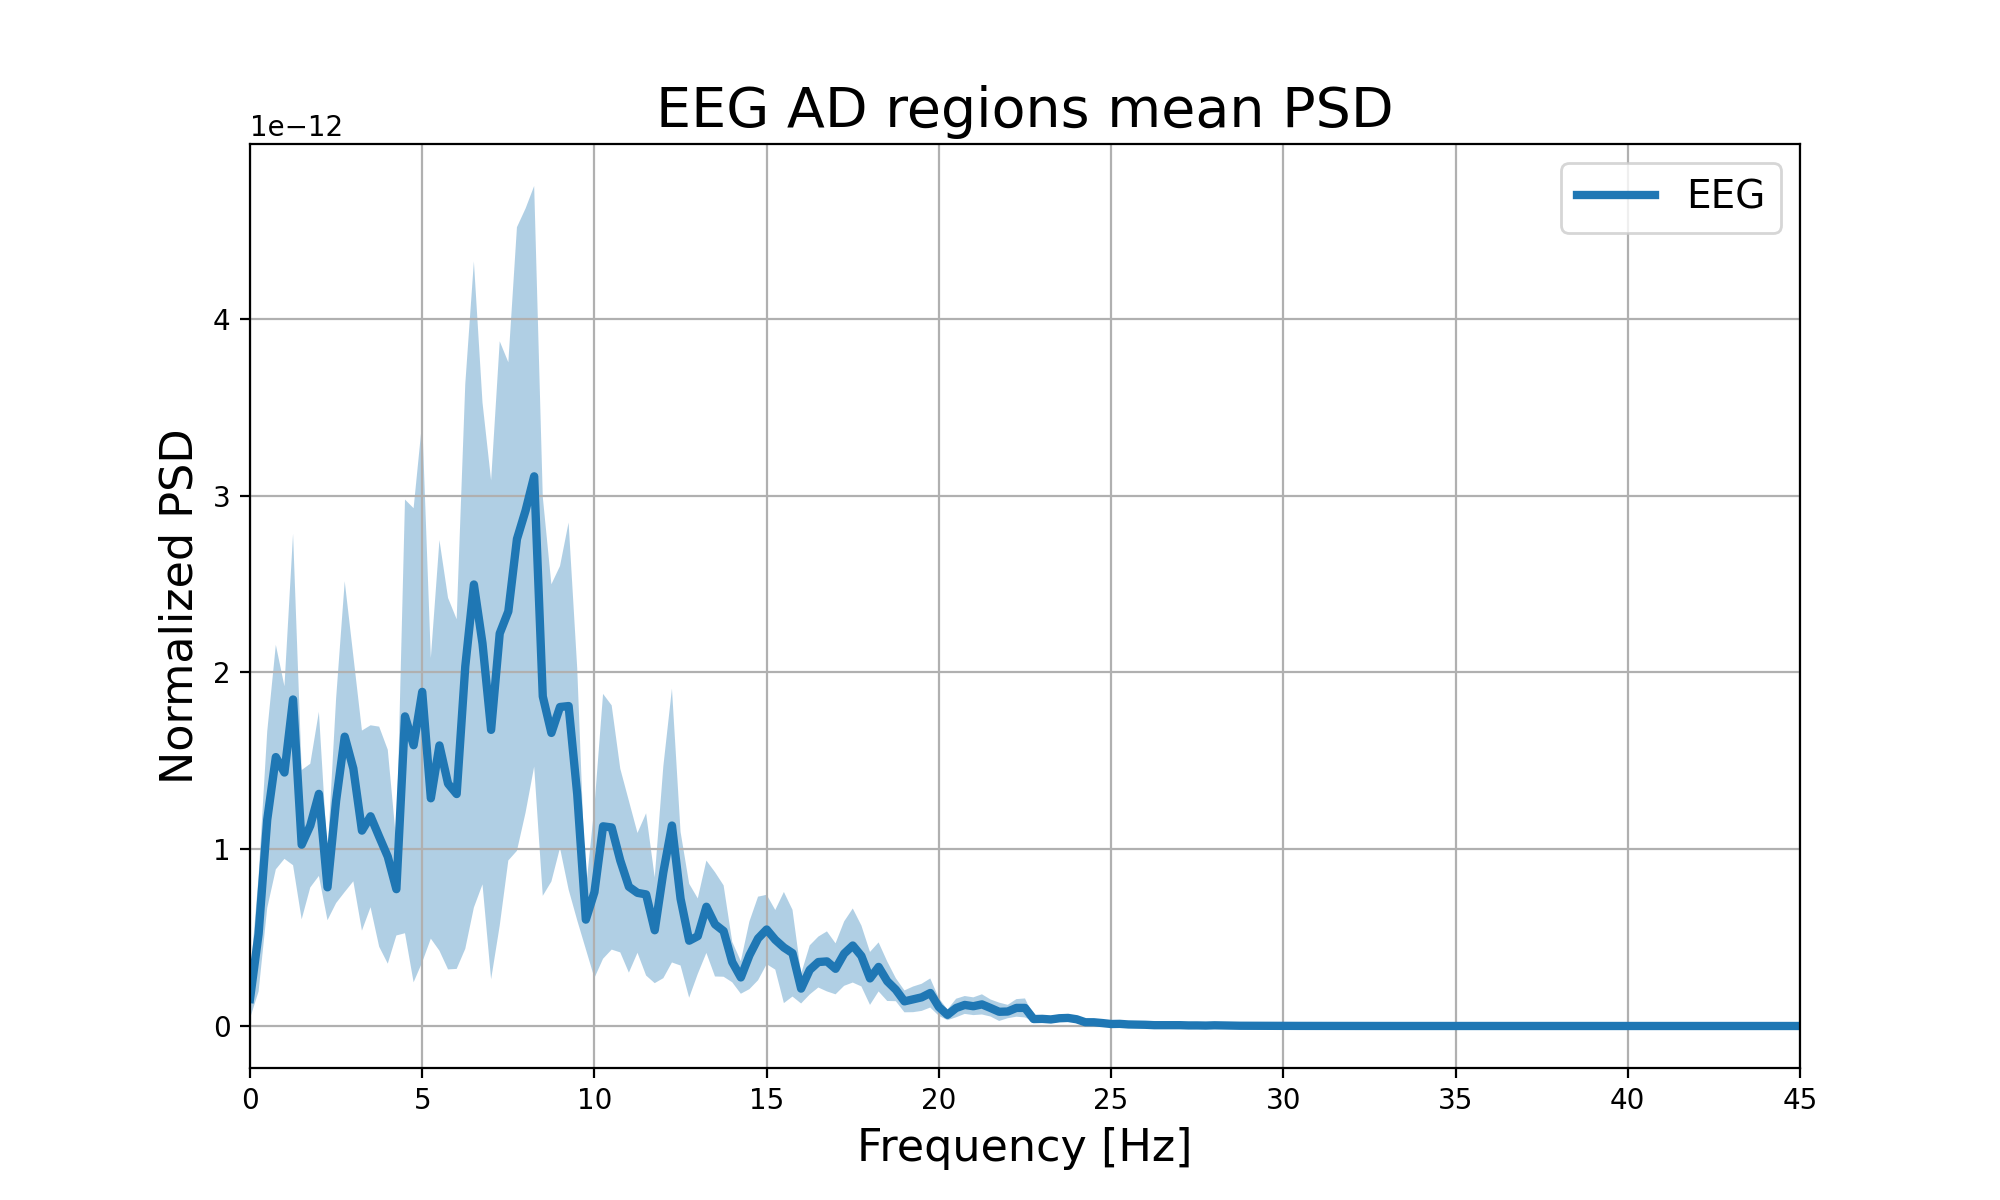 EEG AD regions mean PSD
1e−12
EEG
4
3
2
1
0
Normalized PSD
0 5 10 15 20 25 30 35 40 45
Frequency [Hz]